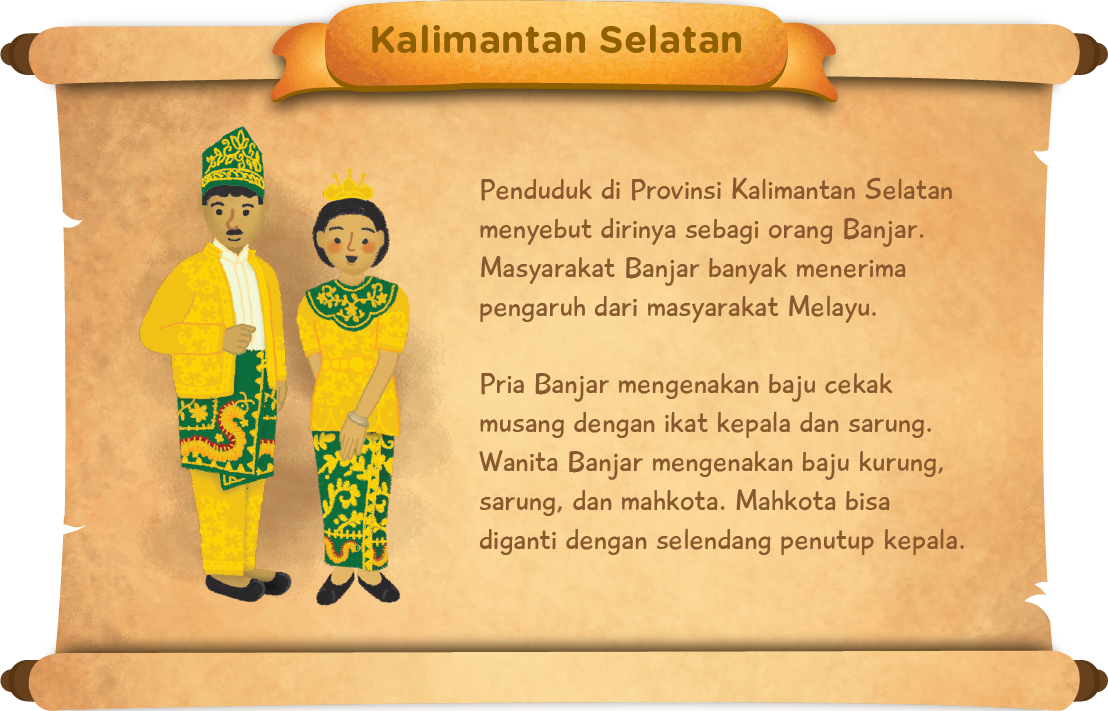 Kalimantan Selatan
Penduduk di Provinsi Kalimantan Selatan
menyebut dirinya sebagi orang Banjar.
Masyarakat Banjar banyak menerima
pengaruh dari masyarakat Melayu.
Pria Banjar mengenakan baju cekak
musang dengan ikat kepala dan sarung.
Wanita Banjar mengenakan baju kurung,
sarung, dan mahkota. Mahkota bisa
diganti dengan selendang penutup kepala.